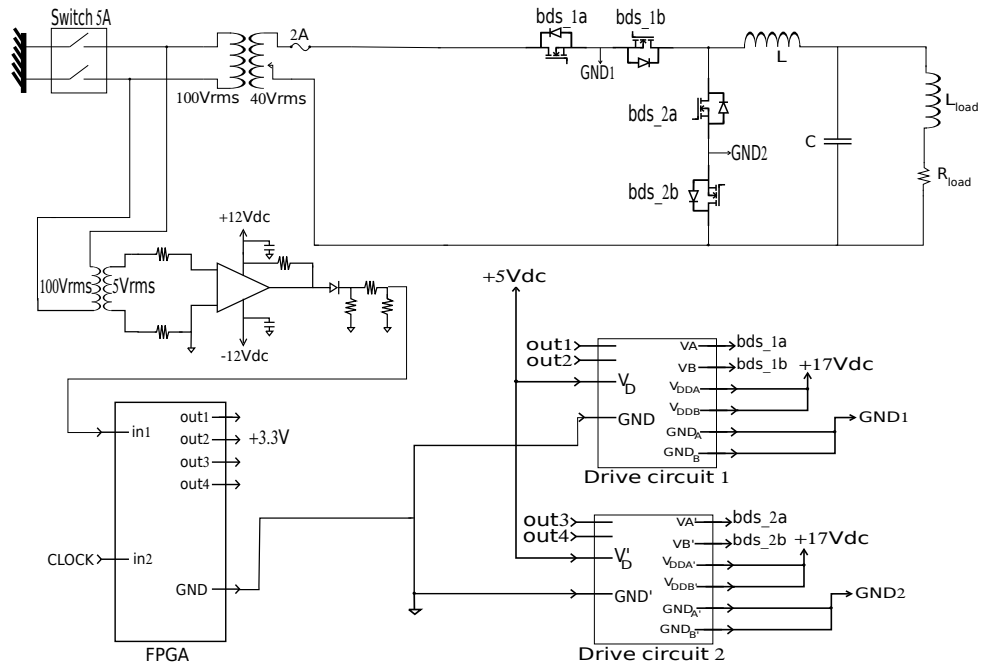 Switch 5A
2A
100Vrms
40Vrms
bds_1a
bds_1b
GND1
L
bds_2a
GND2
bds_2b
C
Lload
Rload
+12Vdc
100Vrms
5Vrms
-12Vdc
+5Vdc
out1
out2
VD
GND
VA
VB
VDDA
VDDB
GNDA
GNDB
bds_1a
bds_1b
+17Vdc
GND1
Drive circuit 1
in1
out1
out2
out3
out4
+3.3V
CLOCK
in2
GND
FPGA
out3
out4
V'D
GND'
VA'
VB'
VDDA'
VDDB'
GNDA'
GNDB'
bds_2a
bds_2b
+17Vdc
GND2
Drive circuit 2